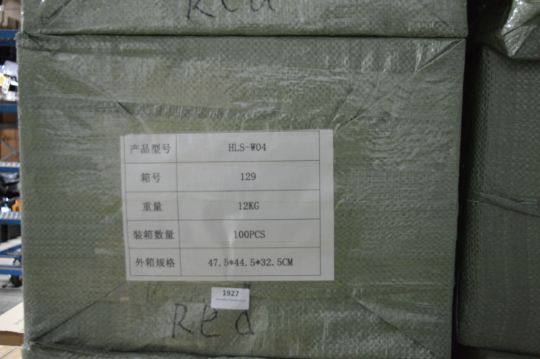 Red
产品型号 HLS-W04
箱号 129
重量 12KG
装箱数量 100PCS
外箱规格 47.5*44.5*32.5CM
1927
Red